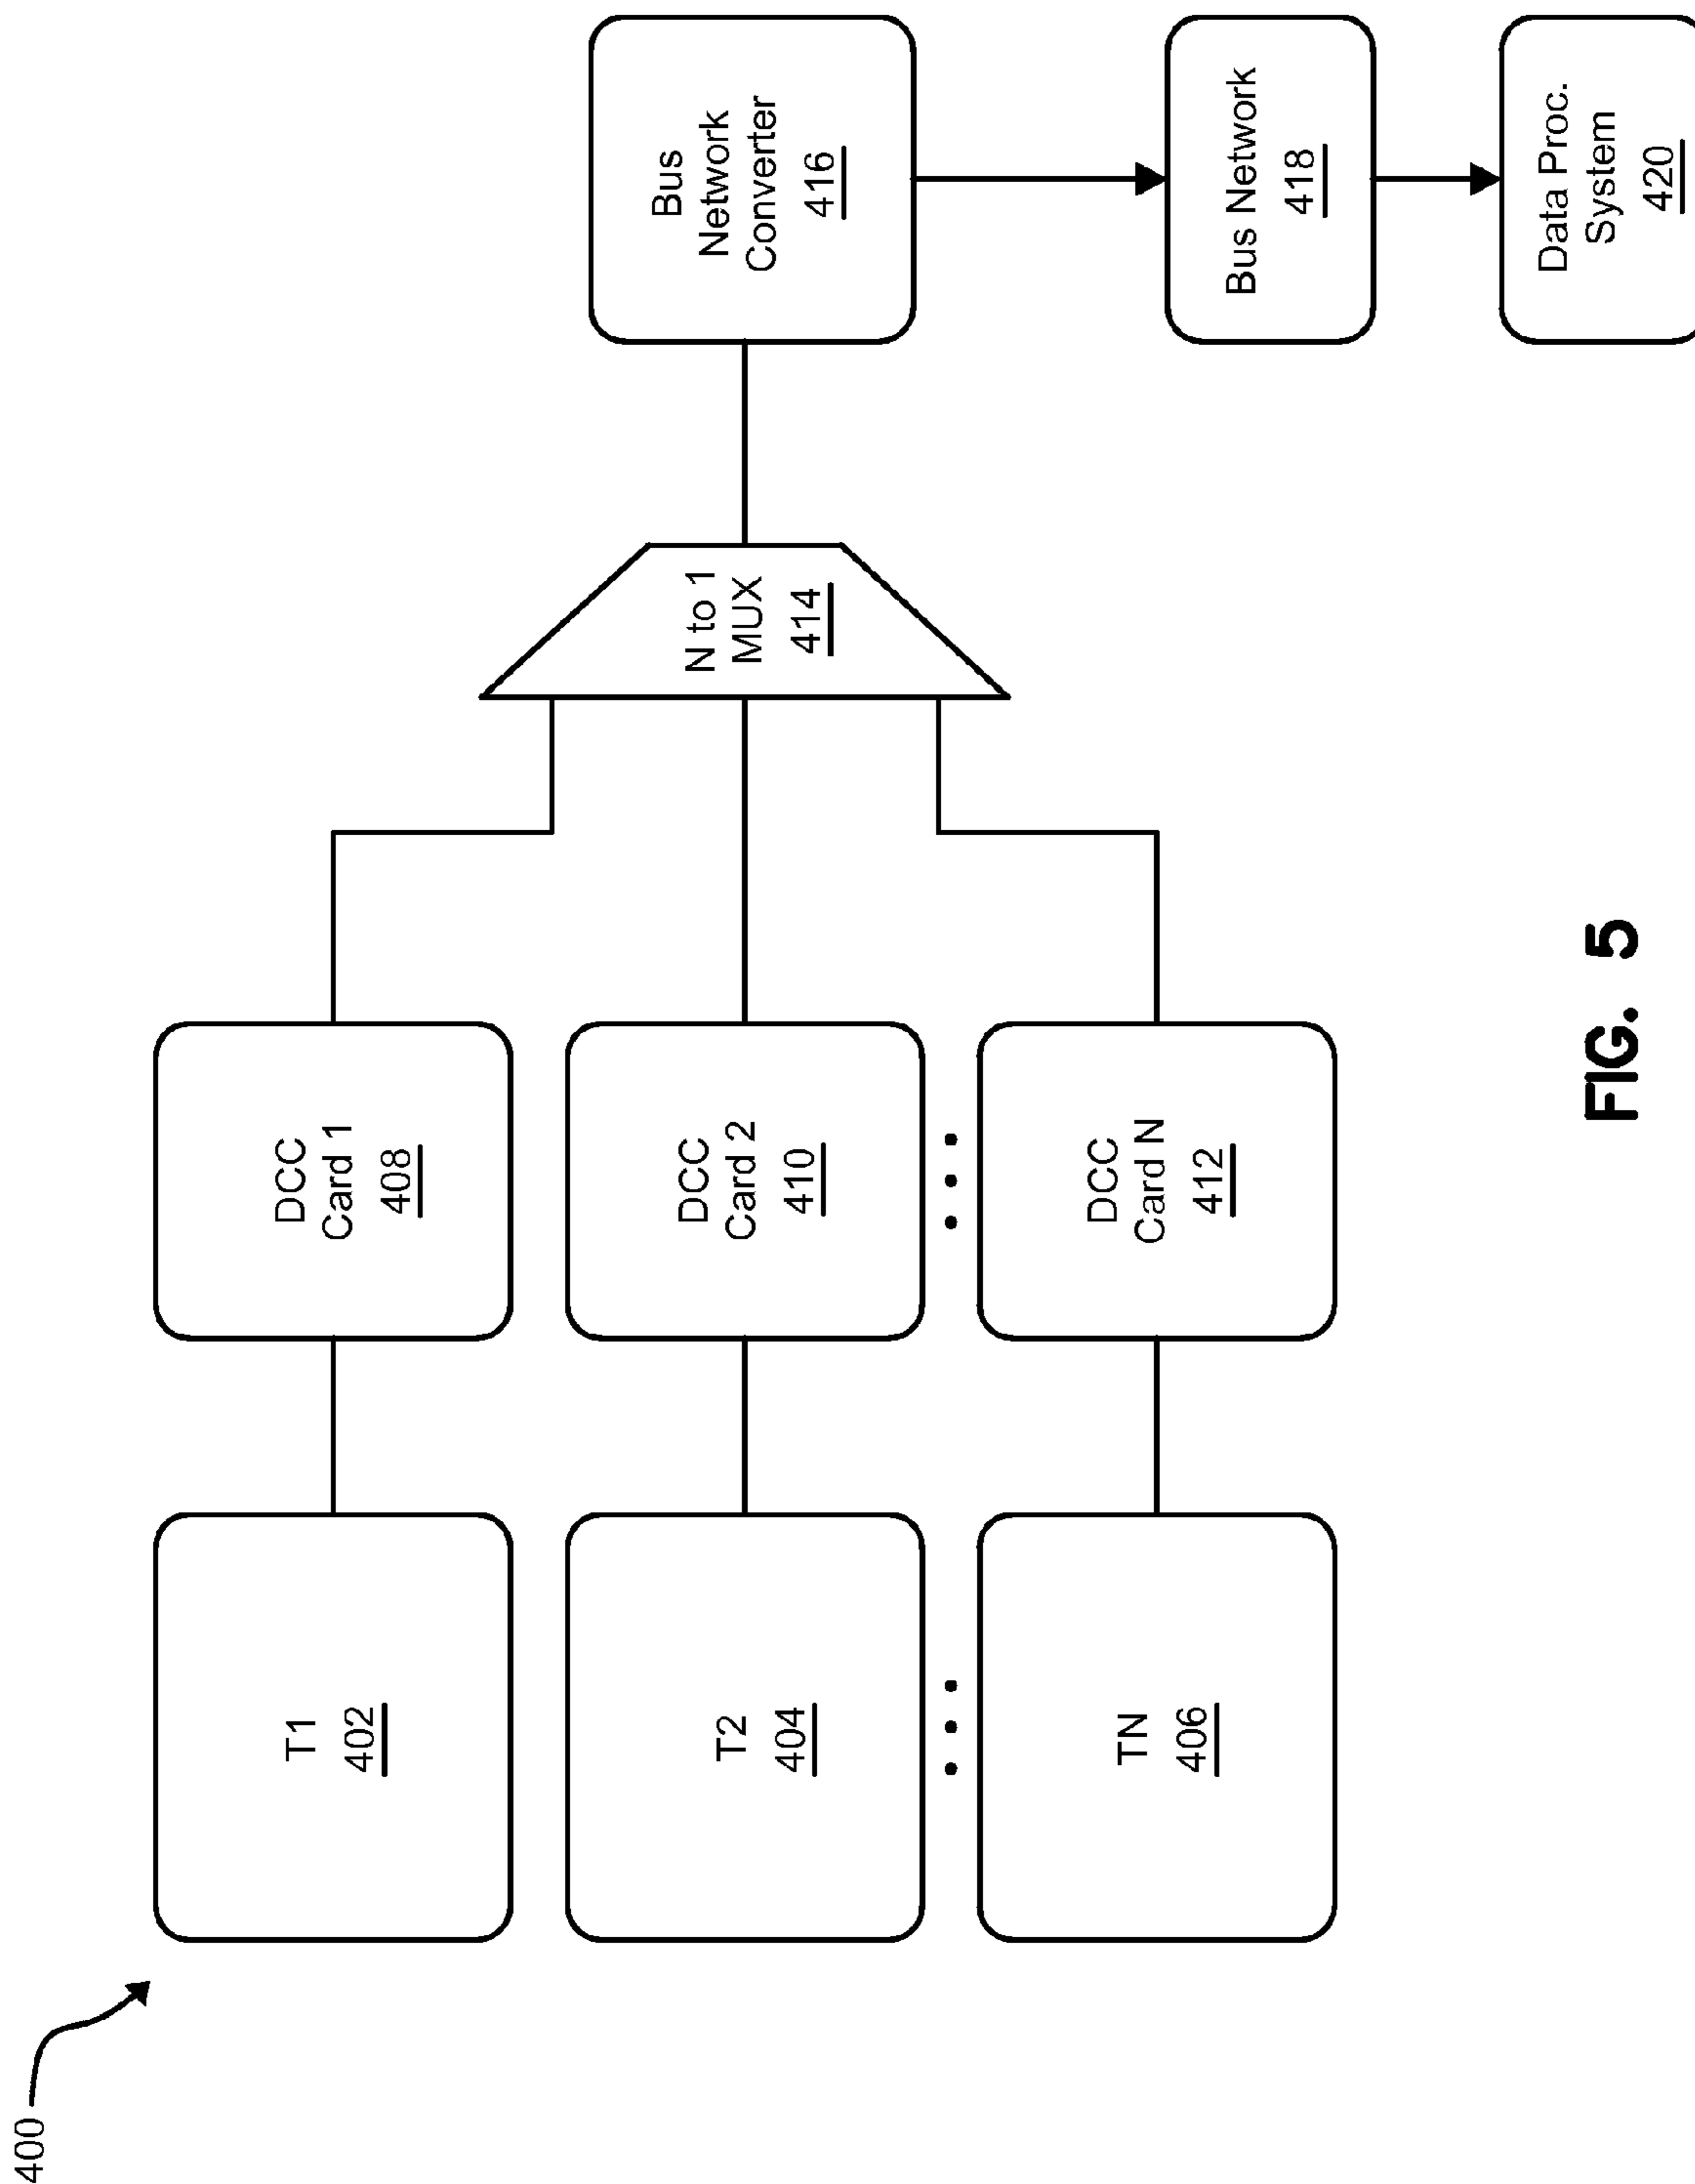 400
T1
402
DCC
Card 1
408
T2
404
DCC
Card 2
410
TN
406
DCC
Card N
412
N to 1
MUX
414
Bus
Network
Converter
416
Bus Network
418
Data Proc.
System
420
FIG. 5